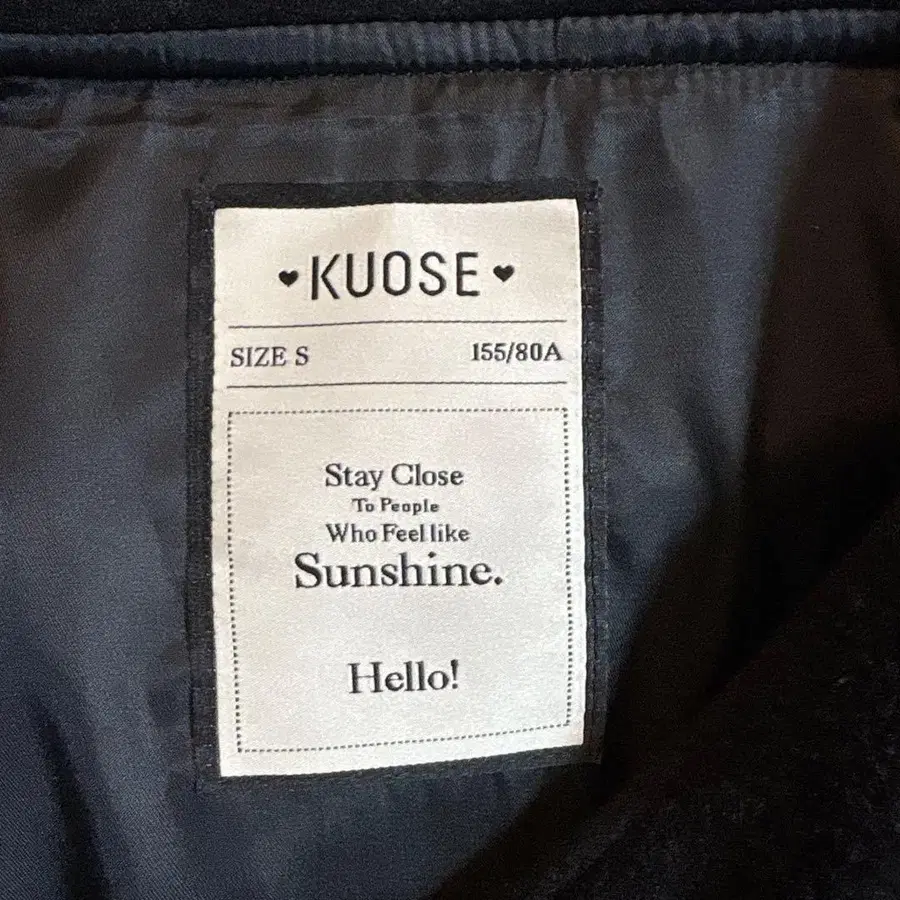 ♥KUOSE♥
SIZE S 155/80A
Stay Close
To People
Who Feel like
Sunshine.
Hello!